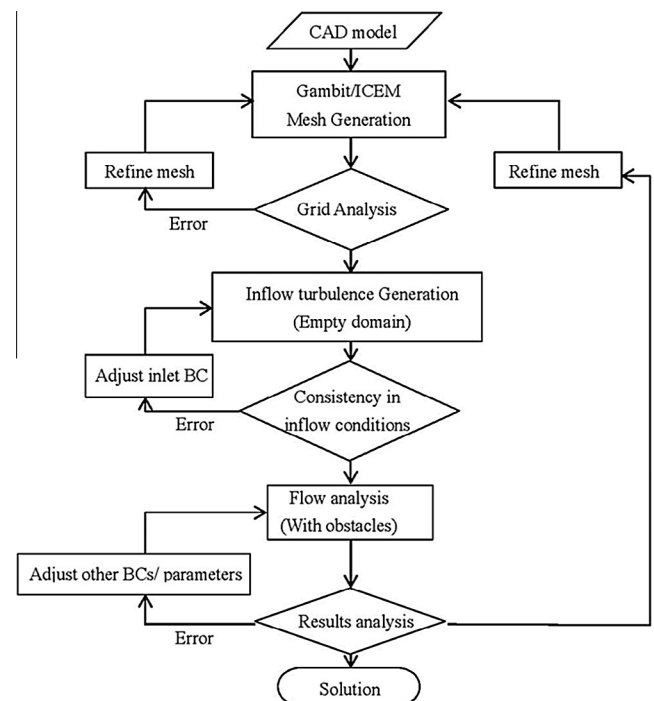 CAD model
Gambit/ICEM
Mesh Generation
Refine mesh
Refine mesh
Grid Analysis
Error
Inflow turbulence Generation
(Empty domain)
Adjust inlet BC
Consistency in
inflow conditions
Error
Flow analysis
(With obstacles)
Adjust other BCs/ parameters
Results analysis
Error
Solution